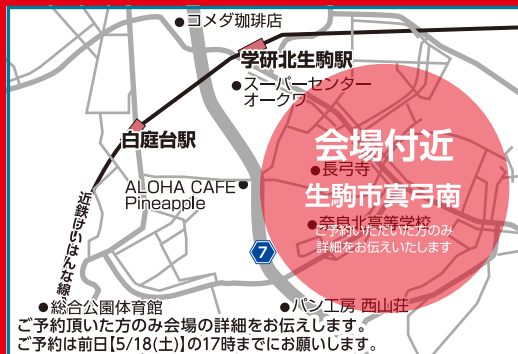 コメダ珈琲店
学研北生駒駅
スーパーセンター
オークワ
白庭台駅
会場付近
長弓寺
生駒市真弓南
ALOHA CAFE
Pineapple
奈良北高等学校
ご予約いただいた方のみ
詳細をお伝えいたします
近鉄けいはんな線
7
総合公園体育館
パン工房 西山荘
ご予約頂いた方のみ会場の詳細をお伝えします。
ご予約は前日【5/18(土)】の17時までにお願いします。